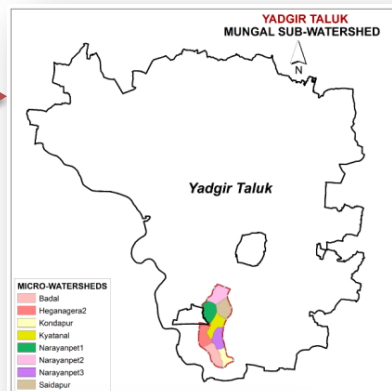 YADGIR TALUK
MUNGAL SUB-WATERSHED
N
Yadgir Taluk
MICRO-WATERSHEDS
Badal
Heganagera2
Kondapur
Kyatanal
Narayanpet1
Narayanpet2
Narayanpet3
Saidapur